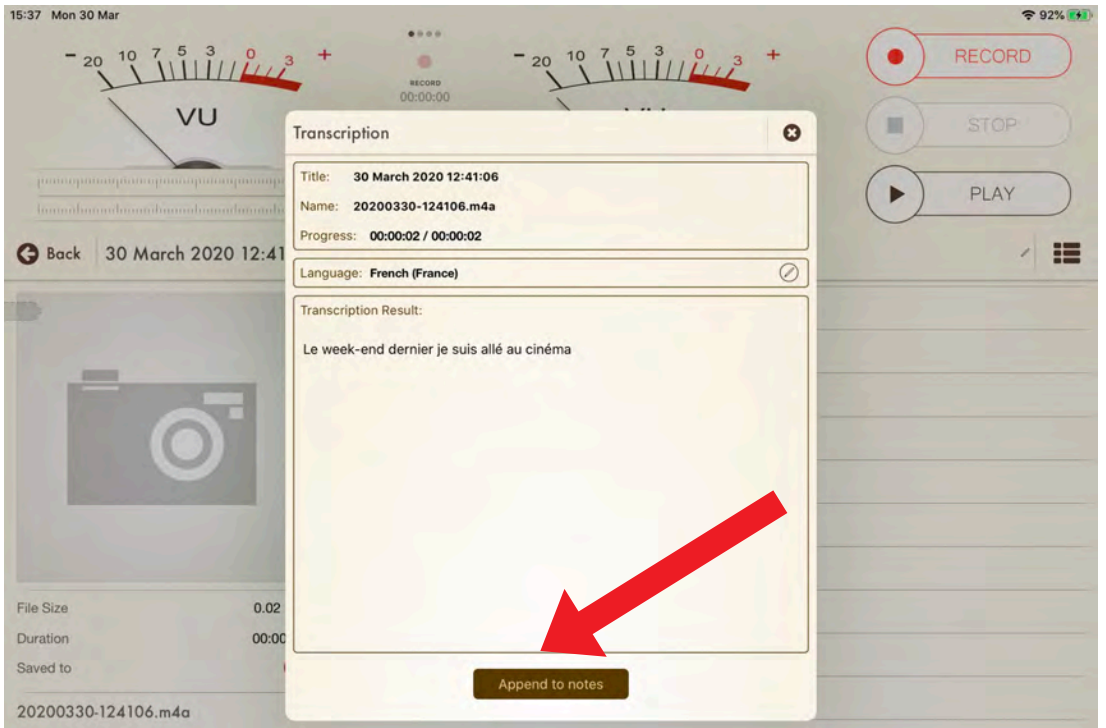 15:37 Mon 30 Mar
92%
- 20 10 7 5 3 0 3 +
VU
RECORD
00:00:00
- 20 10 7 5 3 0 3 +
RECORD
STOP
PLAY
Back 30 March 2020 12:41
Transcription
Title: 30 March 2020 12:41:06
Name: 20200330-124106.m4a
Progress: 00:00:02 / 00:00:02
Language: French (France)
Transcription Result:
Le week-end dernier je suis allé au cinéma
File Size 0.02
Duration 00:00
Saved to
20200330-124106.m4a
Append to notes